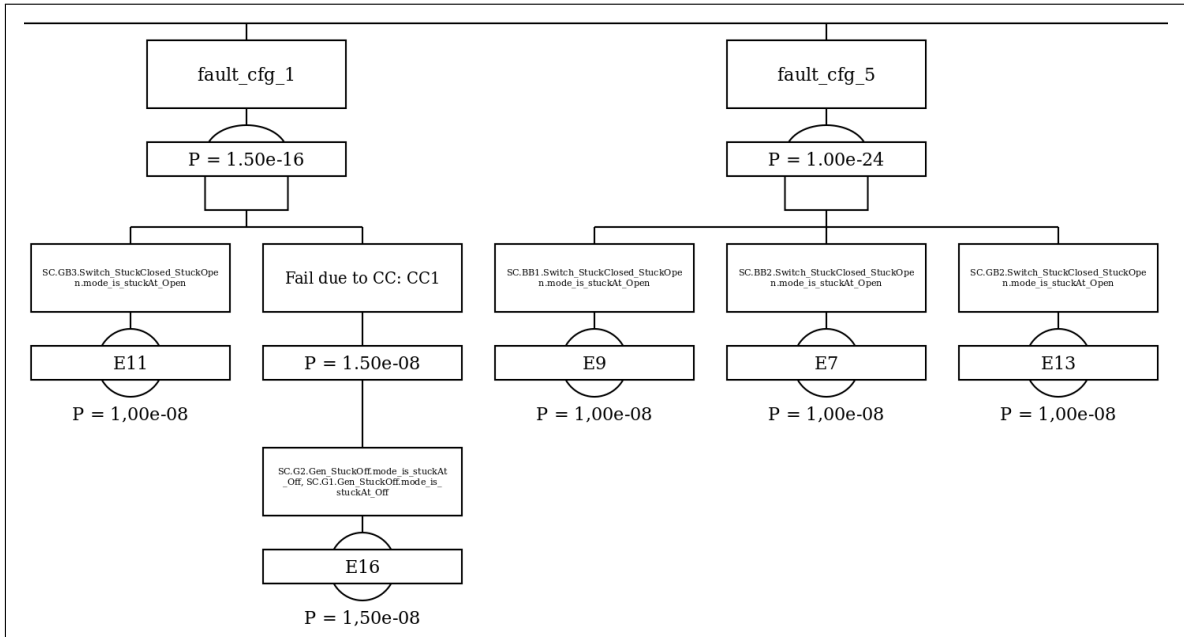 fault_cfg_1
fault_cfg_5
P = 1.50e-16
P = 1.00e-24
SC.GB3.Switch_StuckClosed_StuckOpe
n.mode_is_stuckAt_Open
Fail due to CC: CC1
SC.BB1.Switch_StuckClosed_StuckOpe
n.mode_is_stuckAt_Open
SC.BB2.Switch_StuckClosed_StuckOpe
n.mode_is_stuckAt_Open
SC.GB2.Switch_StuckClosed_StuckOpe
n.mode_is_stuckAt_Open
E11
P = 1.50e-08
E9
E7
E13
P = 1,00e-08
P = 1,00e-08
P = 1,00e-08
P = 1,00e-08
SC.G2.Gen_StuckOff.mode_is_stuckAt
_Off, SC.G1.Gen_StuckOff.mode_is_
stuckAt_Off
E16
P = 1,50e-08